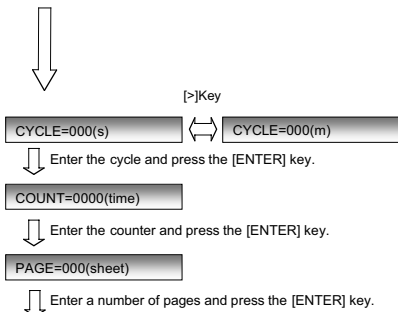 [>]Key
CYCLE=000(s) CYCLE=000(m)
Enter the cycle and press the [ENTER] key.
COUNT=0000(time)
Enter the counter and press the [ENTER] key.
PAGE=000(sheet)
Enter a number of pages and press the [ENTER] key.